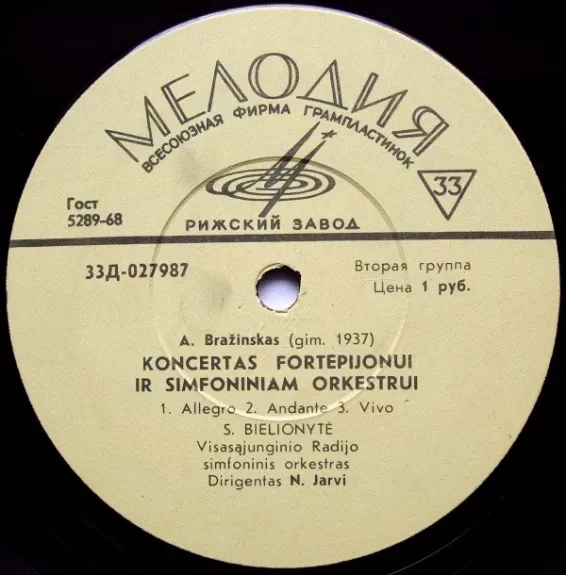 МЕЛОДИЯ
ВСЕСОЮЗНАЯ ФИРМА ГРАМПЛАСТИНОК
33
Гост
5289-68
РИЖСКИЙ ЗАВОД
33Д-027987
Вторая группа
Цена 1 руб.
A. Bražinskas (gim. 1937)
KONCERTAS FORTEPIJONUI
IR SIMFONINIAM ORKESTRUI
1. Allegro 2. Andante 3. Vivo
S. BIELIONYTĖ
Visasąjunginio Radijo
simfoninis orkestras
Dirigentas N. Jarvi